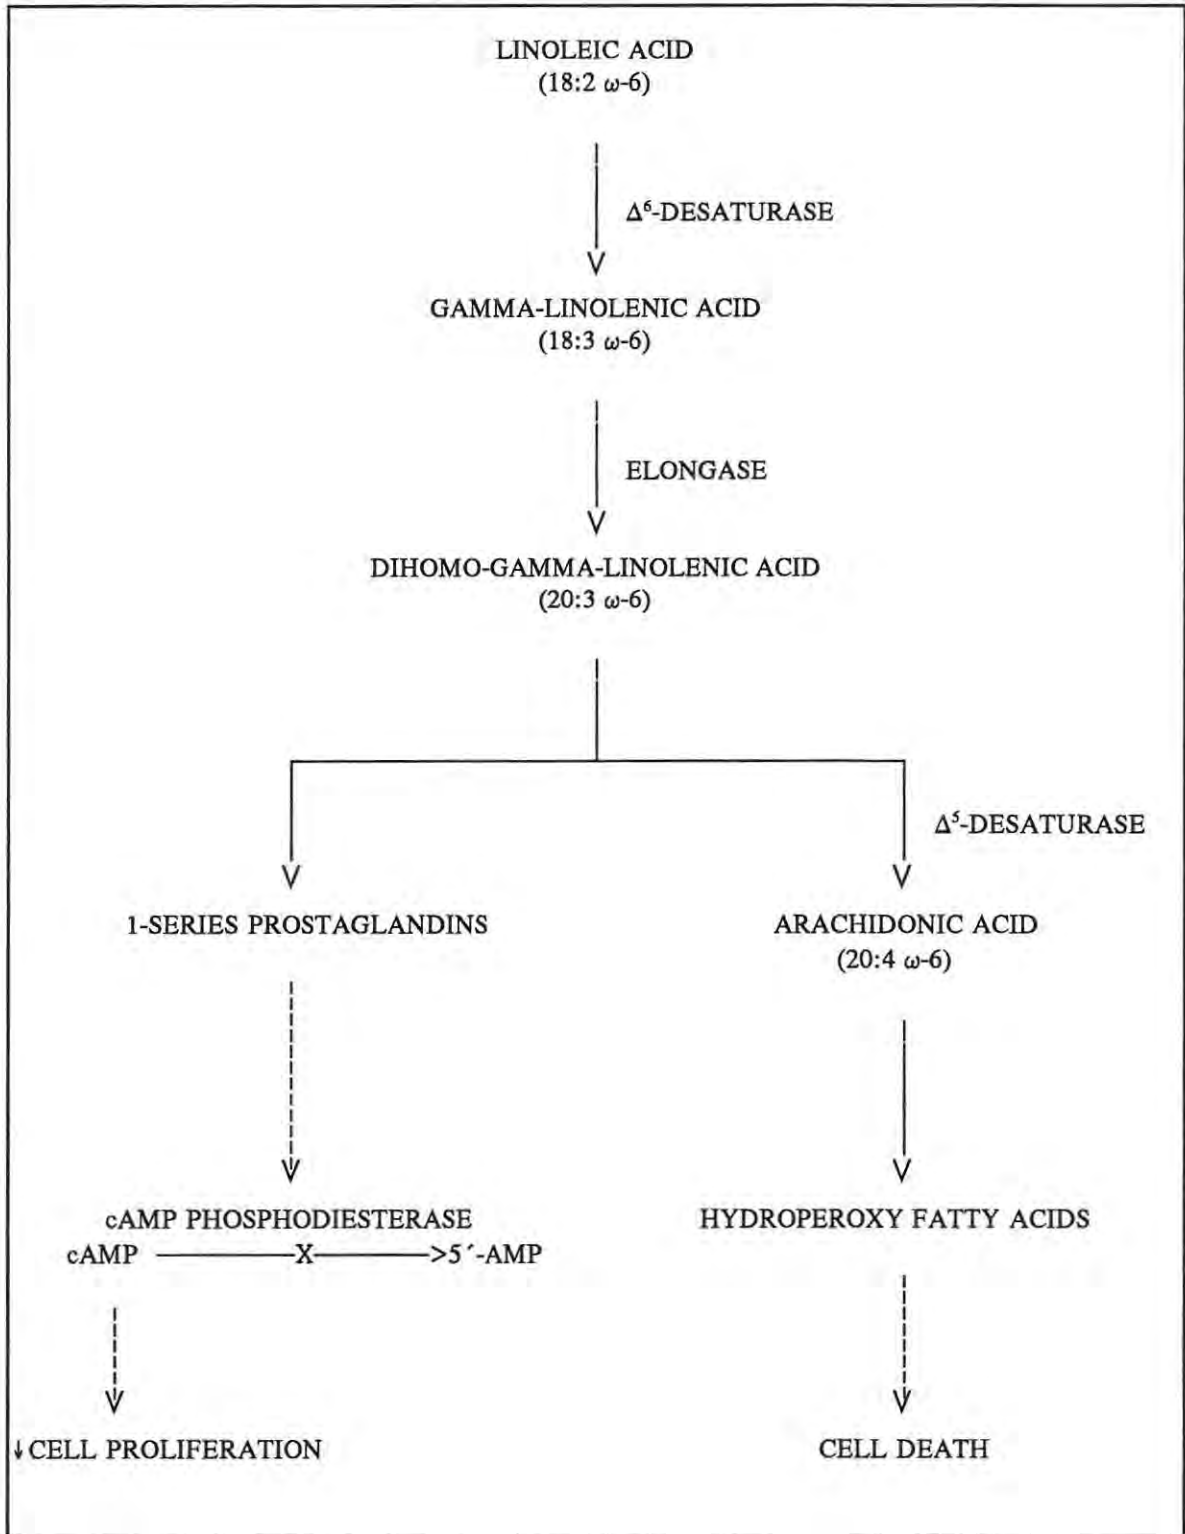 LINOLEIC ACID
(18:2 ω-6)
Δ⁶-DESATURASE
GAMMA-LINOLENIC ACID
(18:3 ω-6)
ELONGASE
DIHOMO-GAMMA-LINOLENIC ACID
(20:3 ω-6)
Δ⁵-DESATURASE
1-SERIES PROSTAGLANDINS
ARACHIDONIC ACID
(20:4 ω-6)
cAMP PHOSPHODIESTERASE
cAMP ————X————>5´-AMP
HYDROPEROXY FATTY ACIDS
↓CELL PROLIFERATION
CELL DEATH